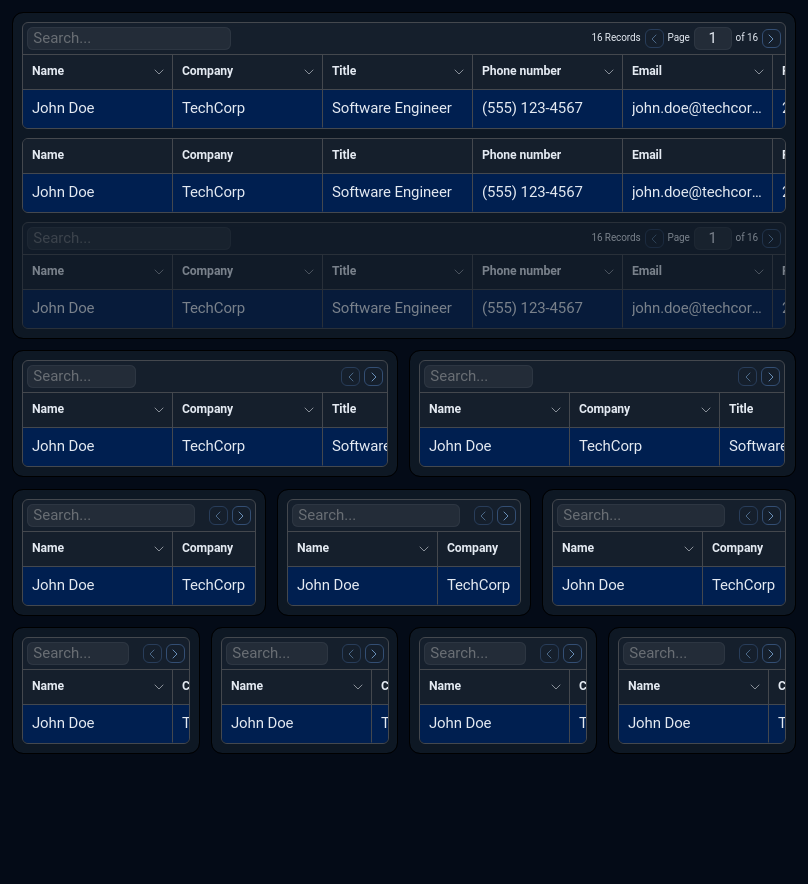 Search... 16 Records Page 1 of 16
Name Company Title Phone number Email
John Doe TechCorp Software Engineer (555) 123-4567 john.doe@techcor...
Name Company Title Phone number Email
John Doe TechCorp Software Engineer (555) 123-4567 john.doe@techcor...
Search... 16 Records Page 1 of 16
Name Company Title Phone number Email
John Doe TechCorp Software Engineer (555) 123-4567 john.doe@techcor...
Search... Search...
Name Company Title Name Company Title
John Doe TechCorp Software John Doe TechCorp Software
Search... Search... Search...
Name Company Name Company Name Company
John Doe TechCorp John Doe TechCorp John Doe TechCorp
Search... Search... Search... Search...
Name C Name C Name C Name C
John Doe T John Doe T John Doe T John Doe T